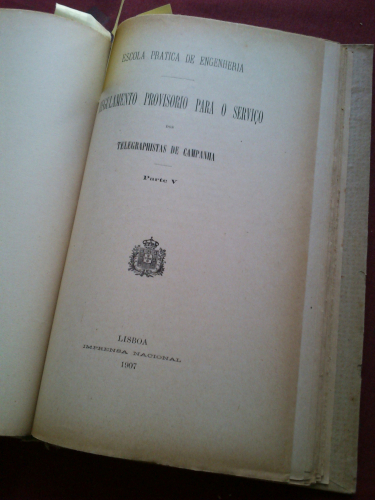 ESCOLA PRATICA DE ENGENHERIA
REGULAMENTO PROVISORIO PARA O SERVIÇO
DOS
TELEGRAPHISTAS DE CAMPANHA
Parte V
LISBOA
IMPRENSA NACIONAL
1907